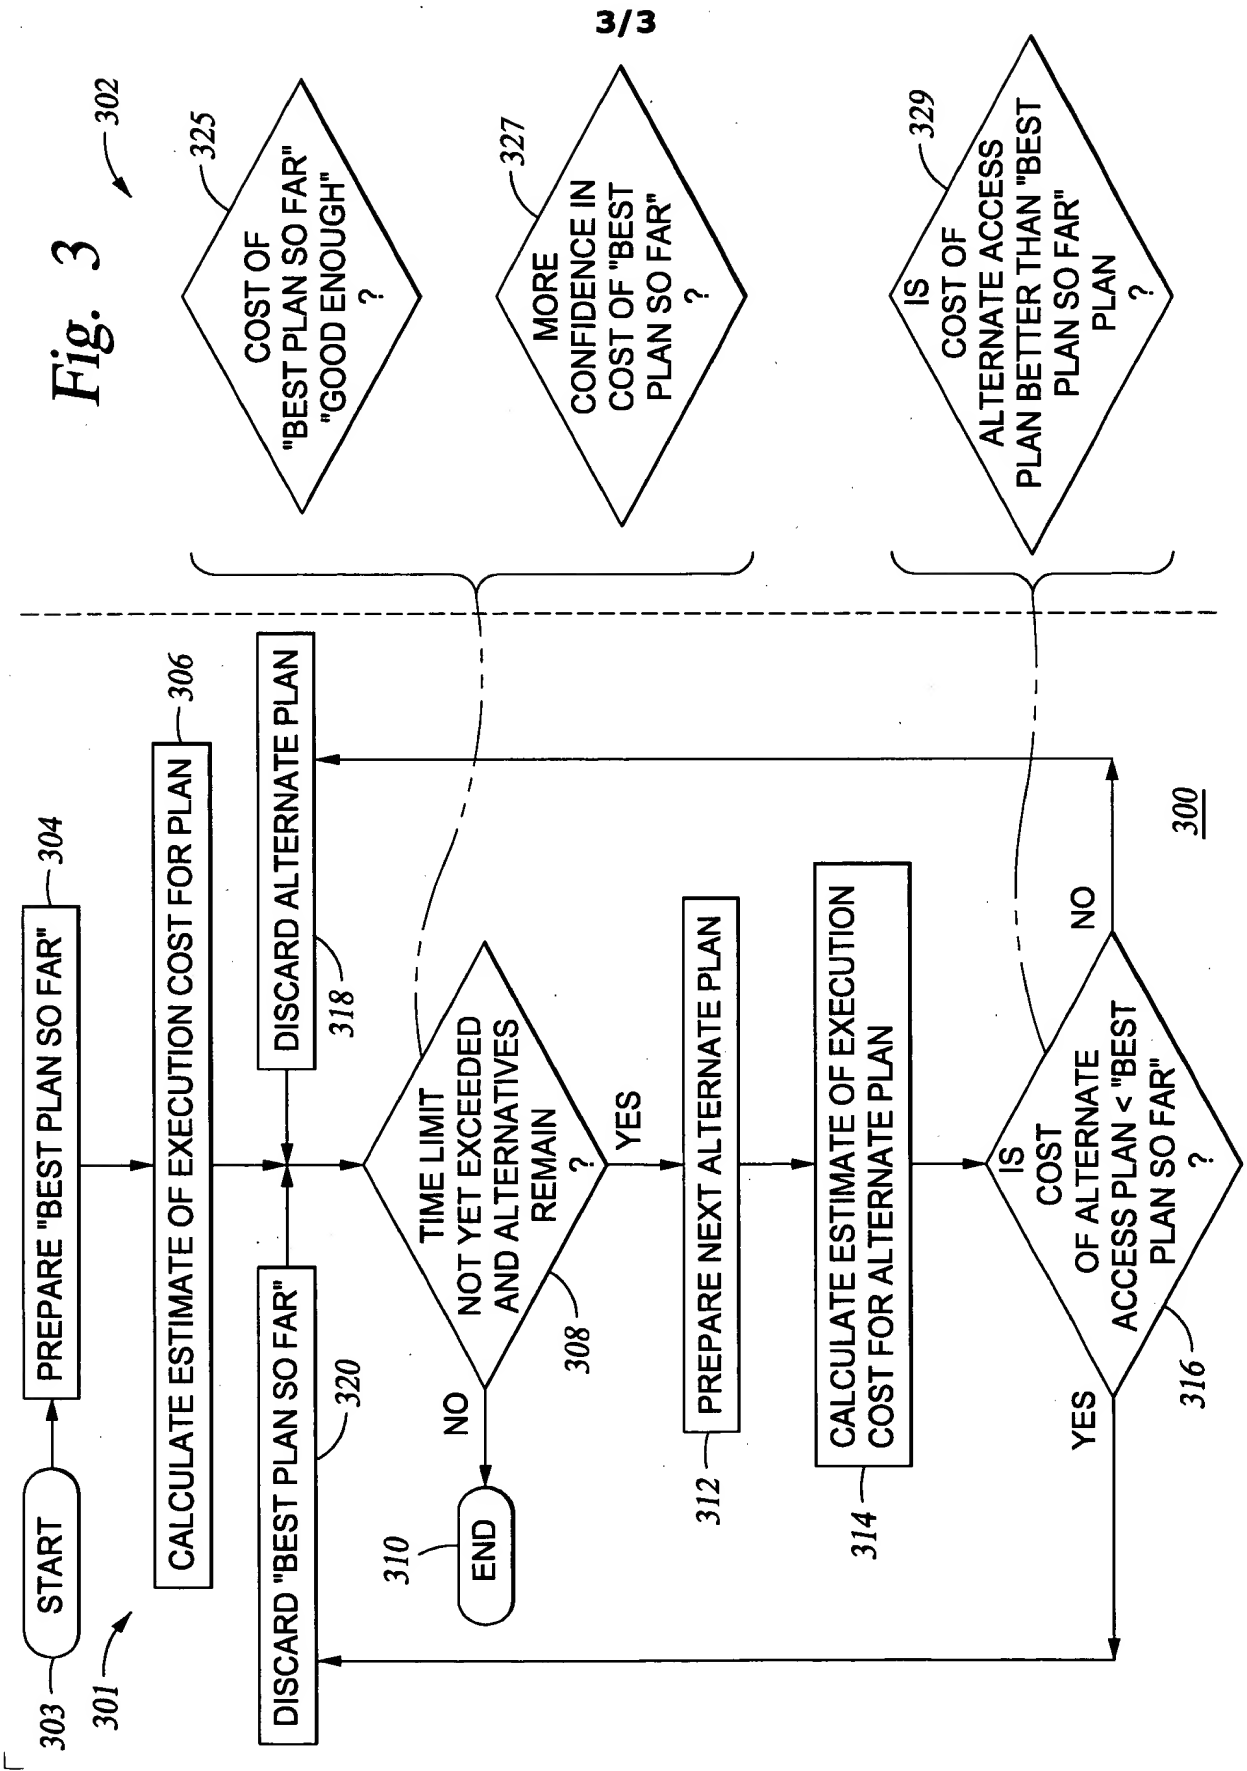 3/3
Fig. 3
302
303
START
PREPARE "BEST PLAN SO FAR"
304
301
CALCULATE ESTIMATE OF EXECUTION COST FOR PLAN
306
DISCARD "BEST PLAN SO FAR"
320
DISCARD ALTERNATE PLAN
318
TIME LIMIT
NOT YET EXCEEDED
AND ALTERNATIVES
REMAIN
?
308
NO
310
END
YES
PREPARE NEXT ALTERNATE PLAN
312
CALCULATE ESTIMATE OF EXECUTION
COST FOR ALTERNATE PLAN
314
IS
COST
OF ALTERNATE
ACCESS PLAN < "BEST
PLAN SO FAR"
?
316
YES
NO
300
COST OF
"BEST PLAN SO FAR"
"GOOD ENOUGH"
?
325
MORE
CONFIDENCE IN
COST OF "BEST
PLAN SO FAR"
?
327
IS
COST OF
ALTERNATE ACCESS
PLAN BETTER THAN "BEST
PLAN SO FAR"
PLAN
?
329